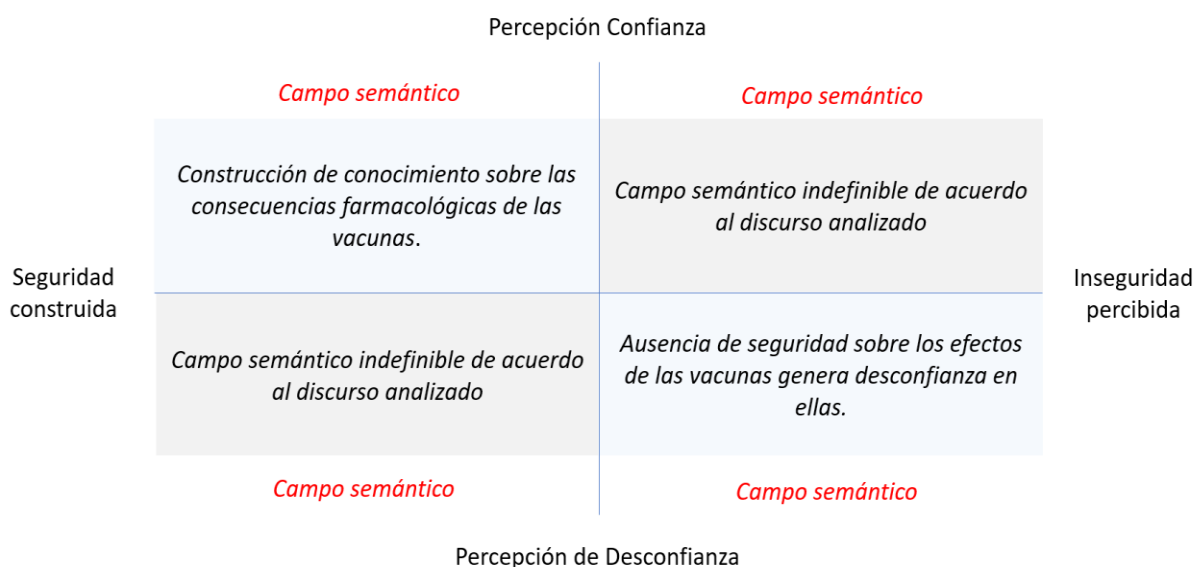 Percepción Confianza
Campo semántico
Campo semántico
Construcción de conocimiento sobre las
consecuencias farmacológicas de las
vacunas.
Campo semántico indefinible de acuerdo
al discurso analizado
Seguridad
construida
Inseguridad
percibida
Campo semántico indefinible de acuerdo
al discurso analizado
Ausencia de seguridad sobre los efectos
de las vacunas genera desconfianza en
ellas.
Campo semántico
Campo semántico
Percepción de Desconfianza